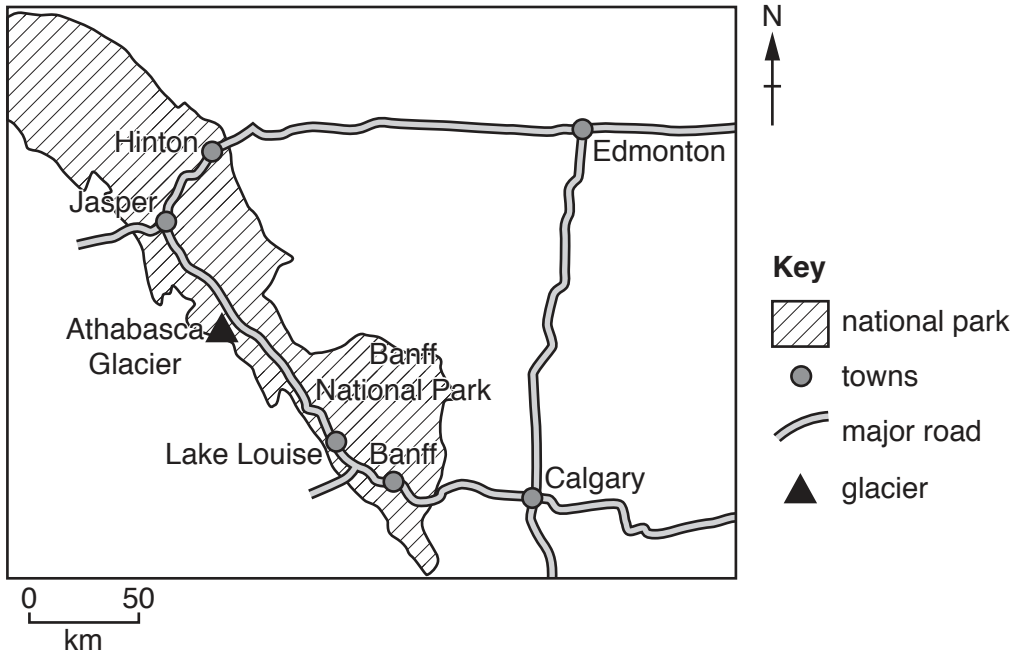 N
Hinton
Edmonton
Jasper
Athabasca
Glacier
Banff
National Park
Lake Louise
Banff
Calgary
Key
national park
towns
major road
glacier
0 50
km